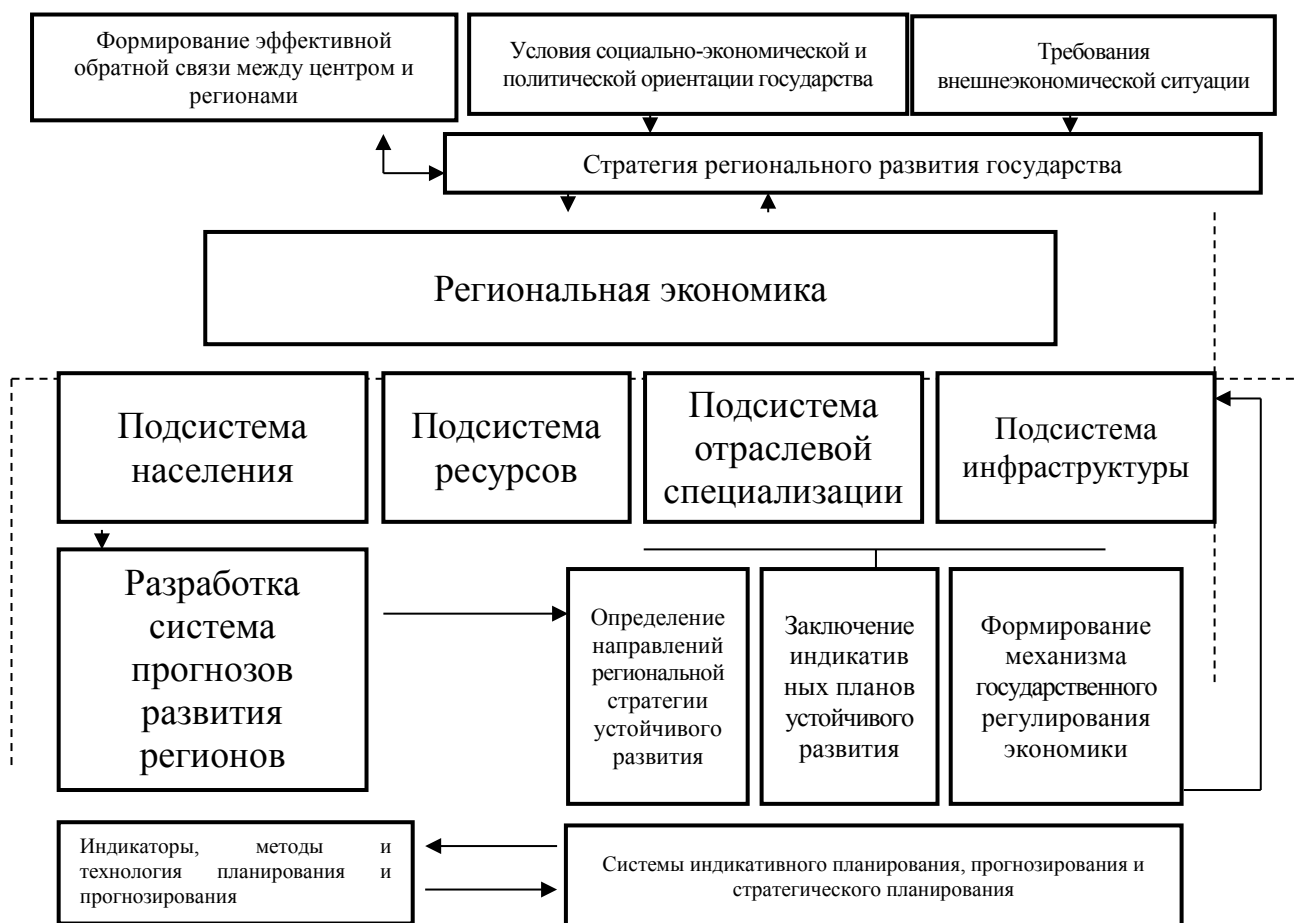 Формирование эффективной
обратной связи между центром и
регионами
Условия социально-экономической и
политической ориентации государства
Требования
внешнеэкономической ситуации
Стратегия регионального развития государства
Региональная экономика
Подсистема
населения
Подсистема
ресурсов
Подсистема
отраслевой
специализации
Подсистема
инфраструктуры
Разработка
система
прогнозов
развития
регионов
Определение
направлений
региональной
стратегии
устойчивого
развития
Заключение
индикатив
ных планов
устойчивого
развития
Формирование
механизма
государственного
регулирования
экономики
Индикаторы, методы и
технология планирования и
прогнозирования
Системы индикативного планирования, прогнозирования и
стратегического планирования